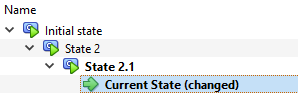 Name
Initial state
State 2
State 2.1
Current State (changed)